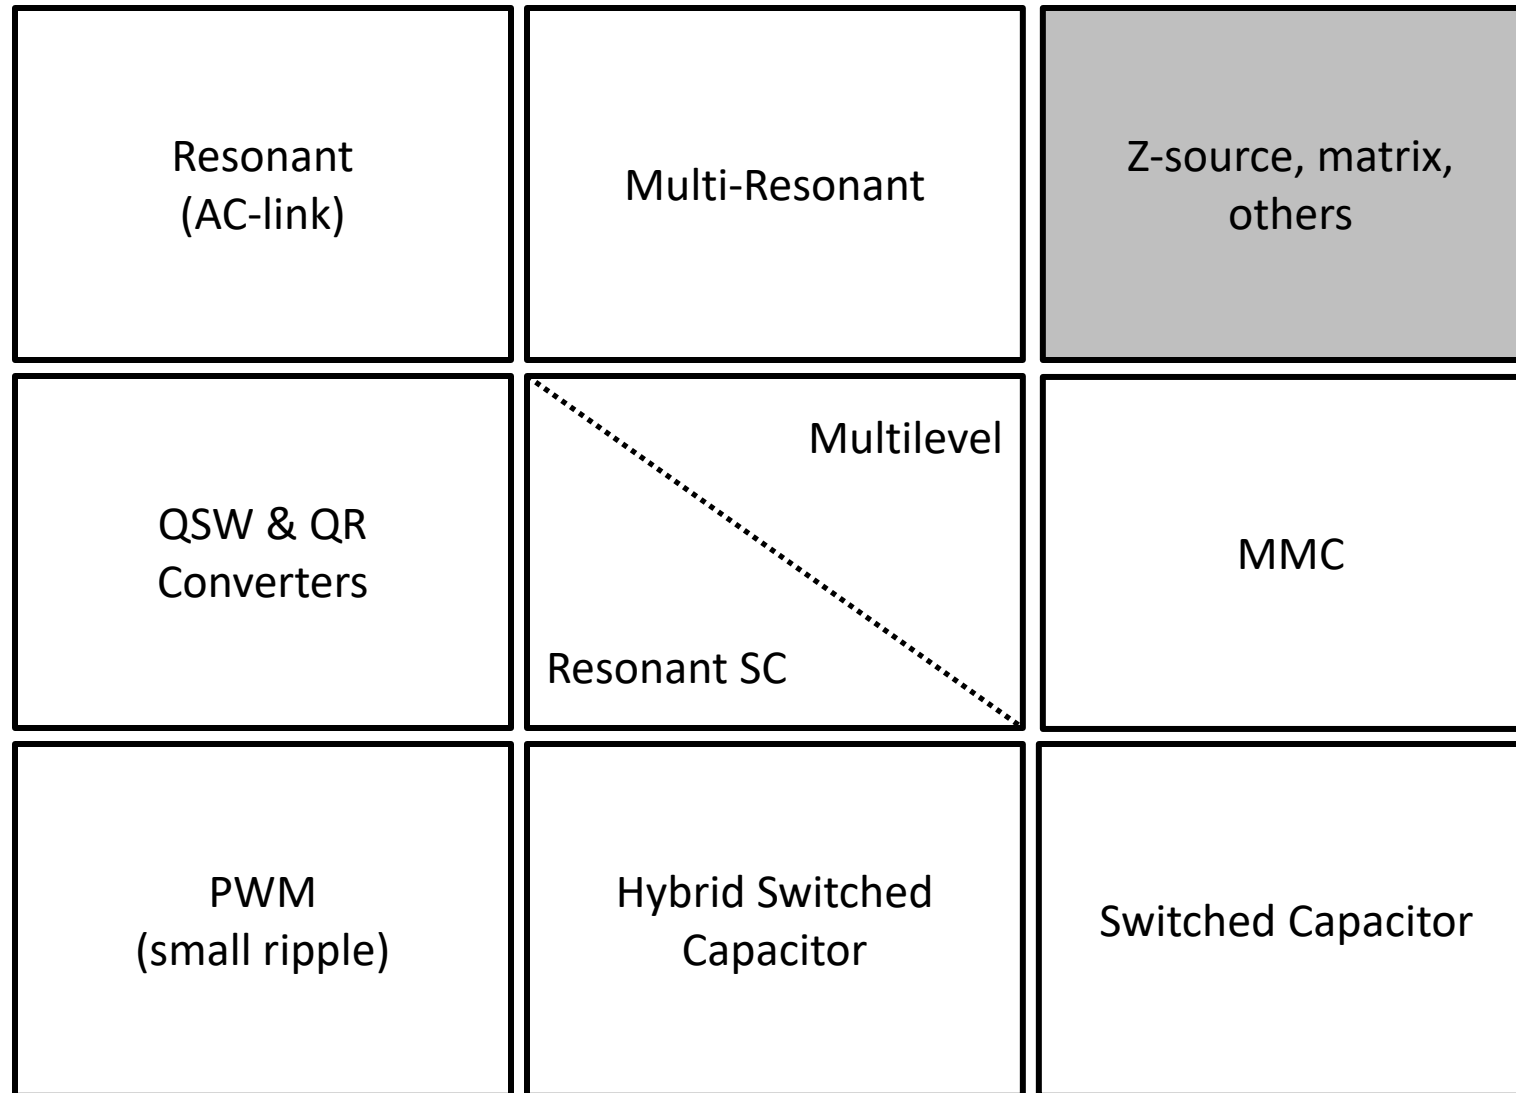 Resonant
(AC-link)
Multi-Resonant
Z-source, matrix,
others
QSW & QR
Converters
Multilevel
Resonant SC
MMC
PWM
(small ripple)
Hybrid Switched
Capacitor
Switched Capacitor